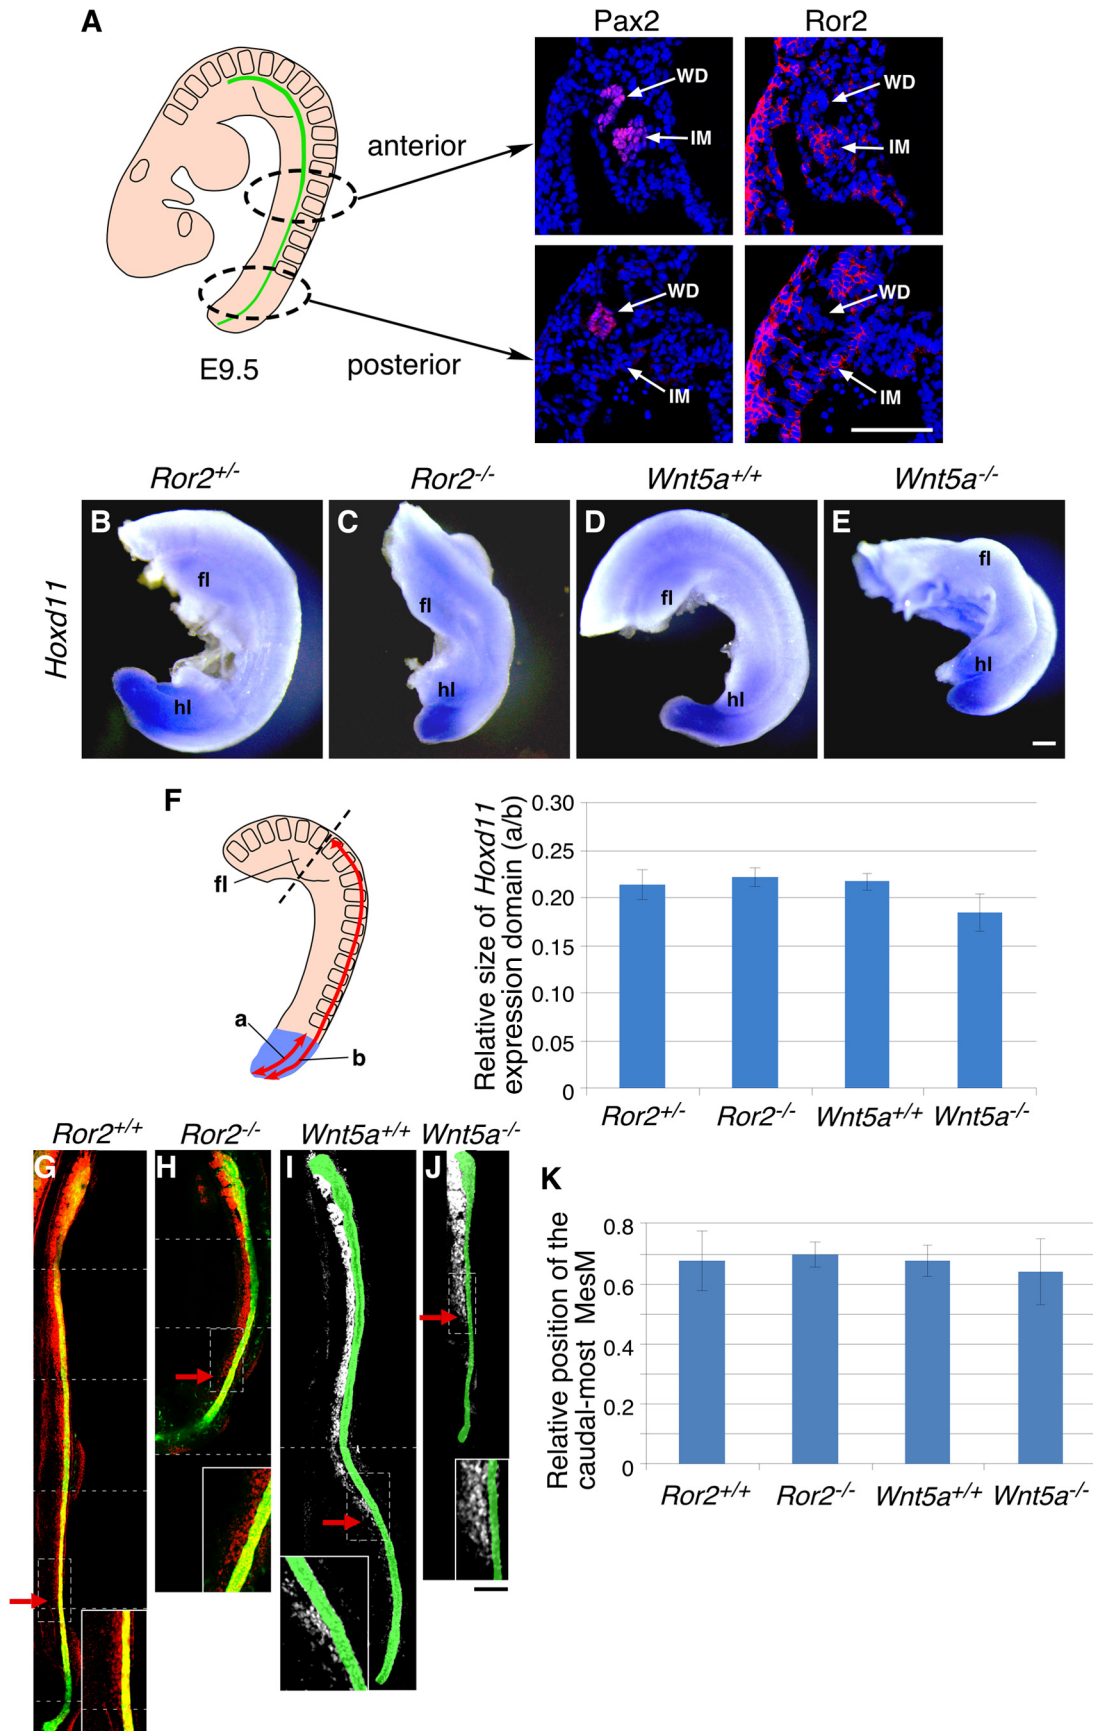 A
Pax2
Ror2
WD
IM
WD
IM
anterior
WD
IM
WD
IM
posterior
E9.5
Ror2+/-
Ror2-/-
Wnt5a+/+
Wnt5a-/-
Hoxd11
B
fl
hl
C
fl
hl
D
fl
hl
E
fl
hl
F
fl
a
b
Relative size of Hoxd11
expression domain (a/b)
0.30
0.25
0.20
0.15
0.10
0.05
0
Ror2+/-
Ror2-/-
Wnt5a+/+
Wnt5a-/-
Ror2+/+
Ror2-/-
Wnt5a+/+
Wnt5a-/-
G
H
I
J
K
Relative position of the
caudal-most MesM
0.8
0.6
0.4
0.2
0
Ror2+/+
Ror2-/-
Wnt5a+/+
Wnt5a-/-